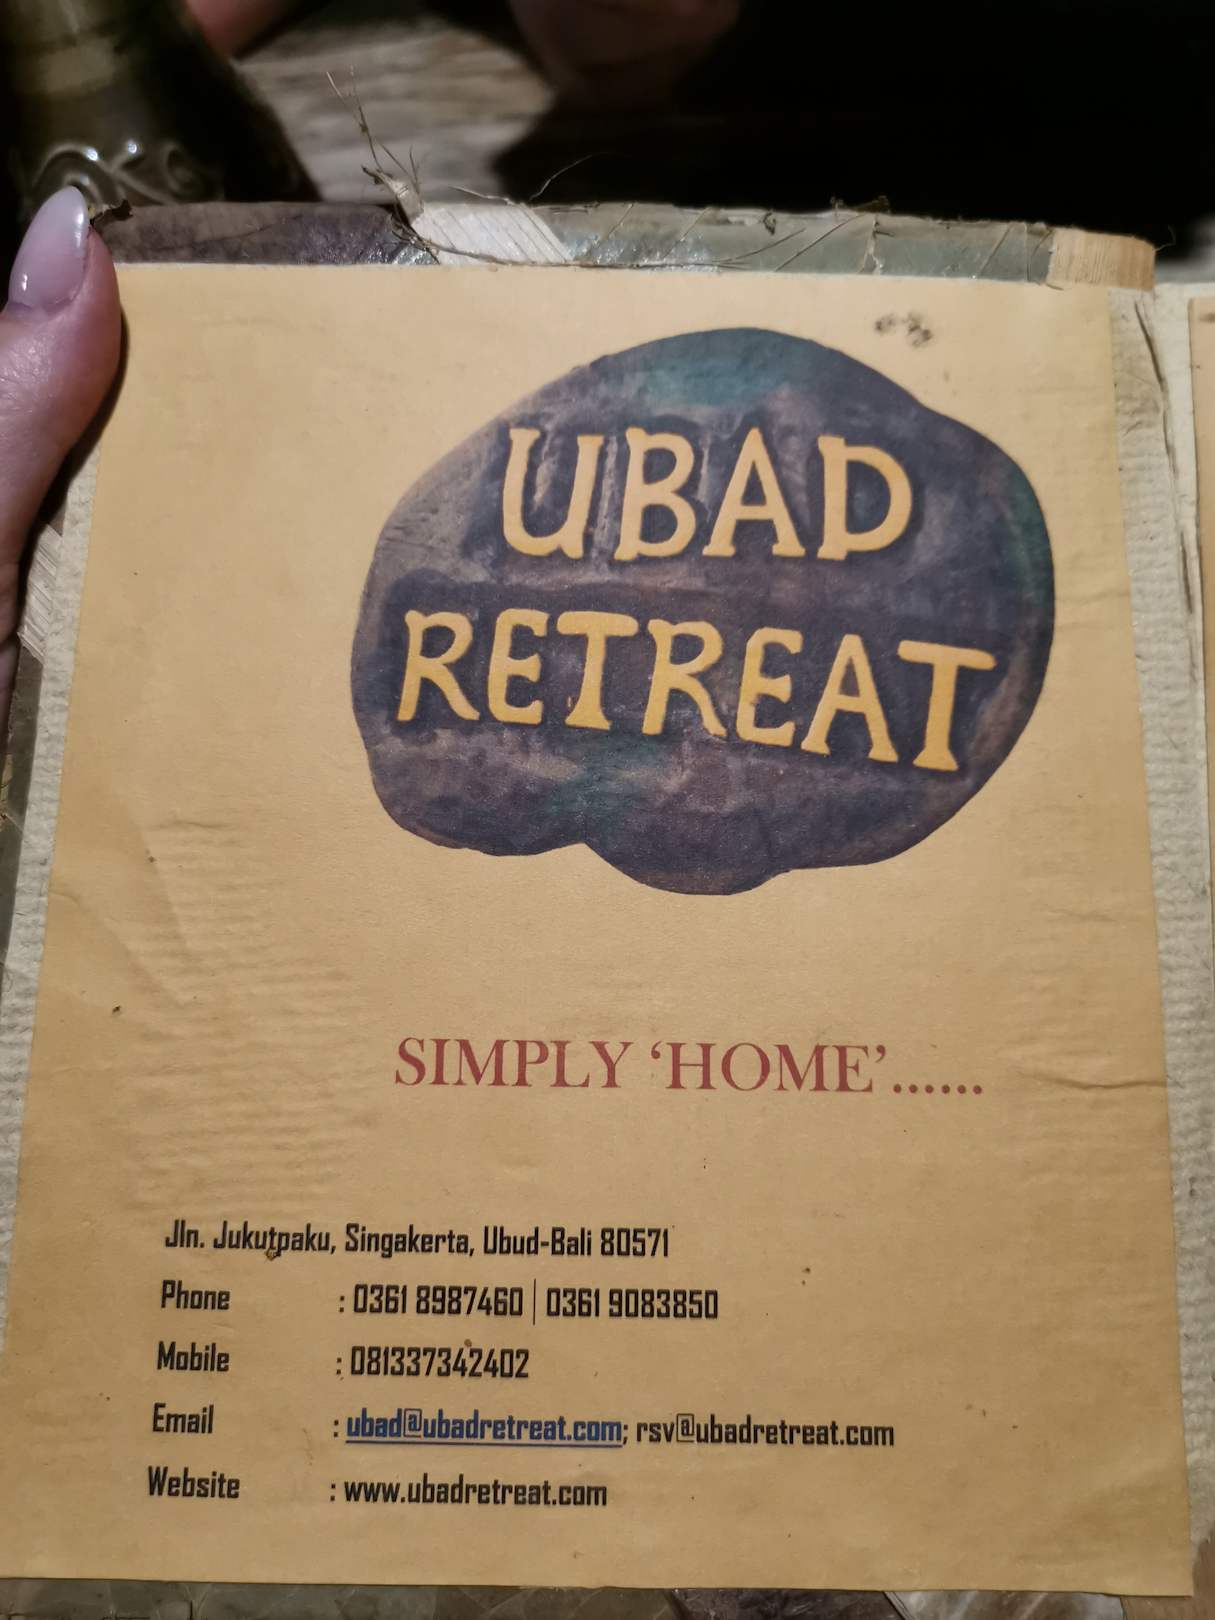 UBAD
RETREAT
SIMPLY ‘HOME’......
Jln. Jukutpaku, Singakerta, Ubud-Bali 80571
Phone : 0361 8987460 | 0361 9083850
Mobile : 081337342402
Email : ubad@ubadretreat.com; rsv@ubadretreat.com
Website : www.ubadretreat.com